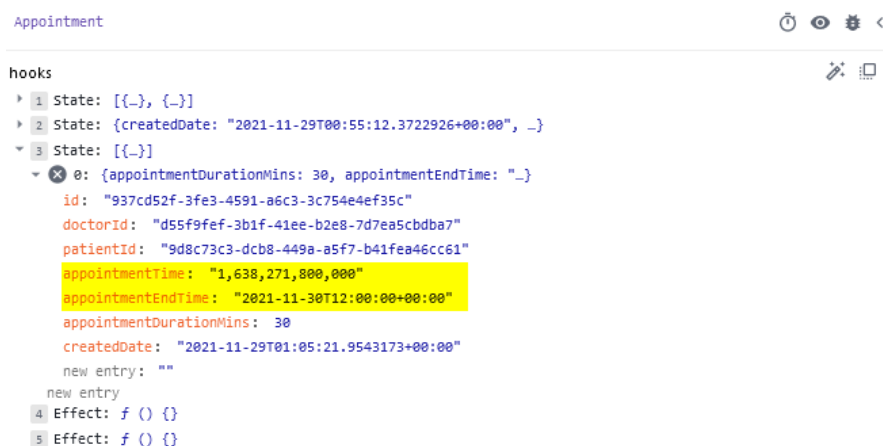 Appointment
hooks
1 State: [{…}, {…}]
2 State: {createdDate: "2021-11-29T00:55:12.3722926+00:00", …}
3 State: [{…}]
0: {appointmentDurationMins: 30, appointmentEndTime: "…}
id: "937cd52f-3fe3-4591-a6c3-3c754e4ef35c"
doctorId: "d55f9fef-3b1f-41ee-b2e8-7d7ea5cbdba7"
patientId: "9d8c73c3-dcb8-449a-a5f7-b41fea46cc61"
appointmentTime: "1,638,271,800,000"
appointmentEndTime: "2021-11-30T12:00:00+00:00"
appointmentDurationMins: 30
createdDate: "2021-11-29T01:05:21.9543173+00:00"
new entry: ""
new entry
4 Effect: ƒ () {}
5 Effect: ƒ () {}